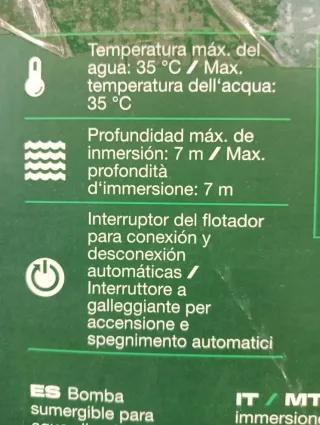 Temperatura máx. del
agua: 35 °C / Max.
temperatura dell'acqua:
35 °C
Profundidad máx. de
inmersión: 7 m / Max.
profondità
d'immersione: 7 m
Interruptor del flotador
para conexión y
desconexión
automáticas /
Interruttore a
galleggiante per
accensione e
spegnimento automatici
ES Bomba
sumergible para
IT / MT
immersione